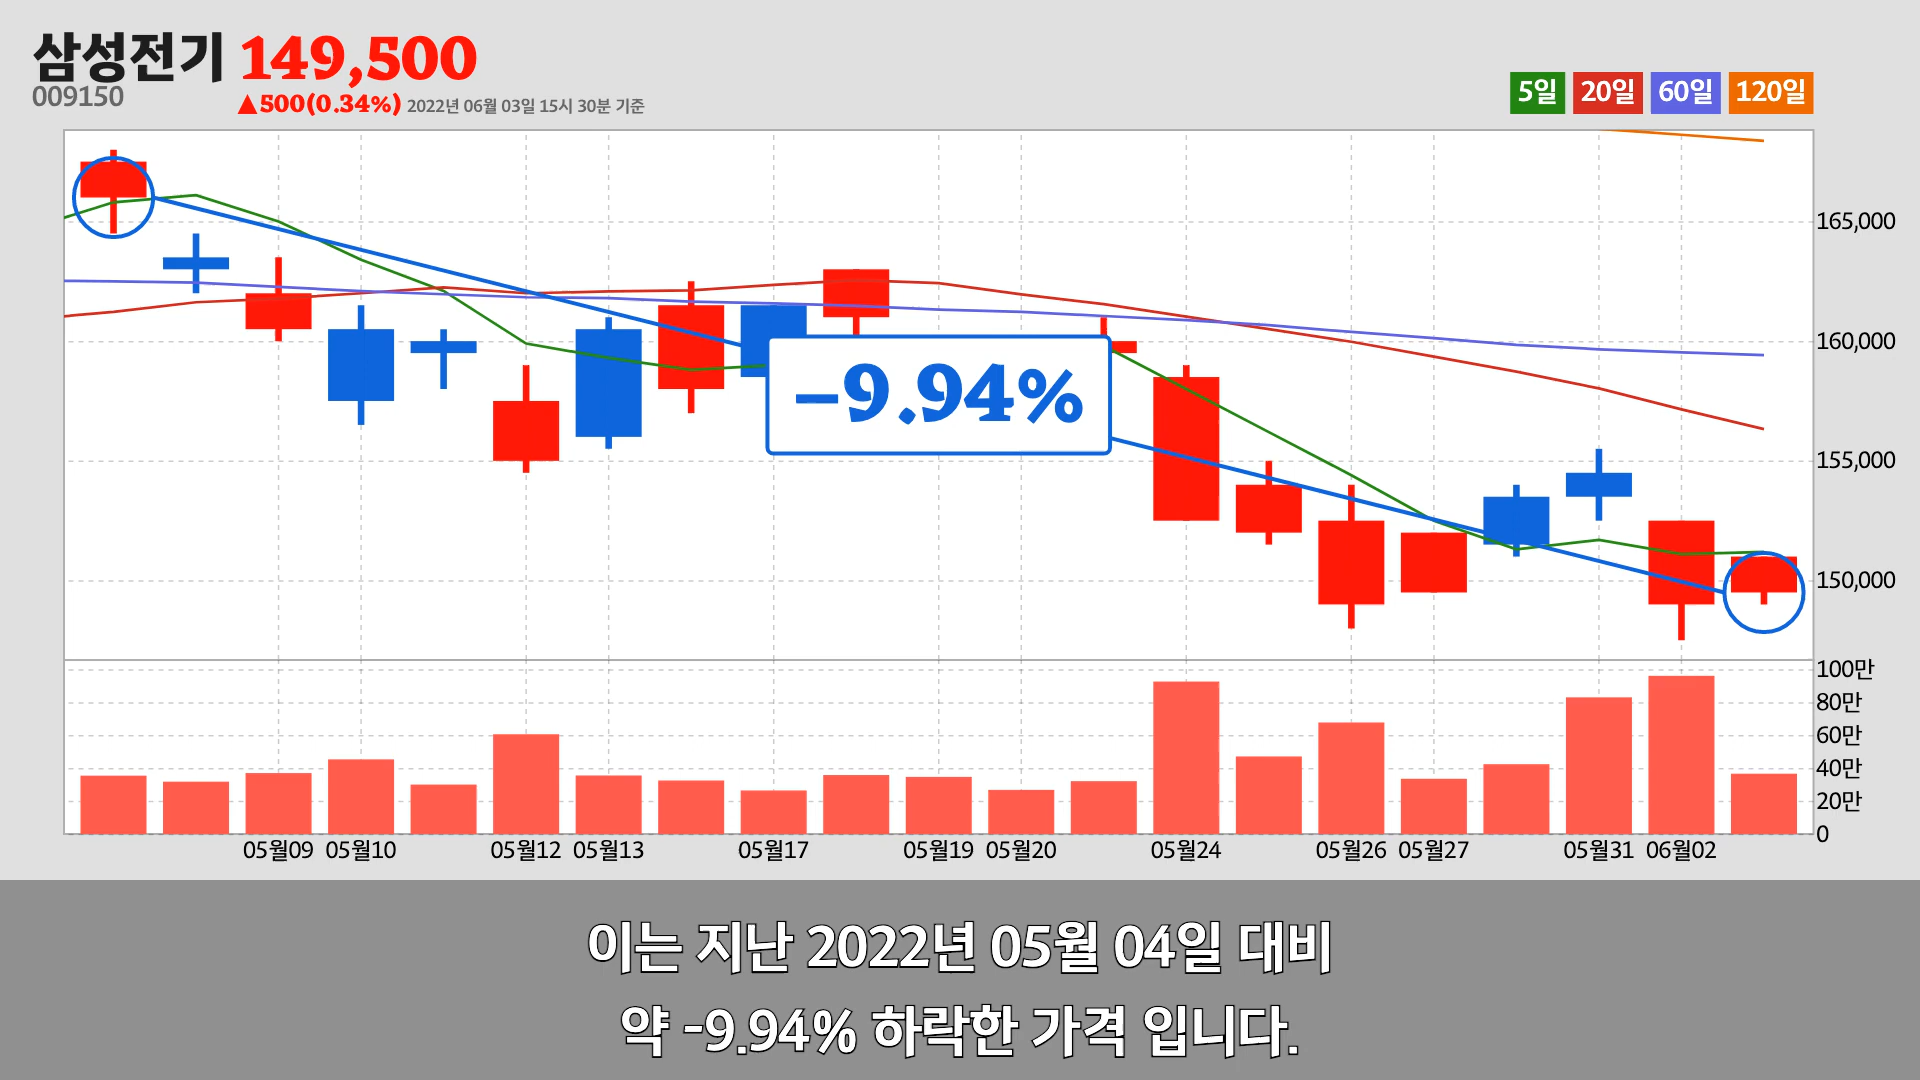 삼성전기 149,500
009150
▲500(0.34%) 2022년 06월 03일 15시 30분 기준
5일 20일 60일 120일
165,000
160,000
-9.94%
155,000
150,000
100만
80만
60만
40만
20만
0
05월09 05월10 05월12 05월13 05월17 05월19 05월20 05월24 05월26 05월27 05월31 06월02
이는 지난 2022년 05월 04일 대비
약 -9.94% 하락한 가격 입니다.